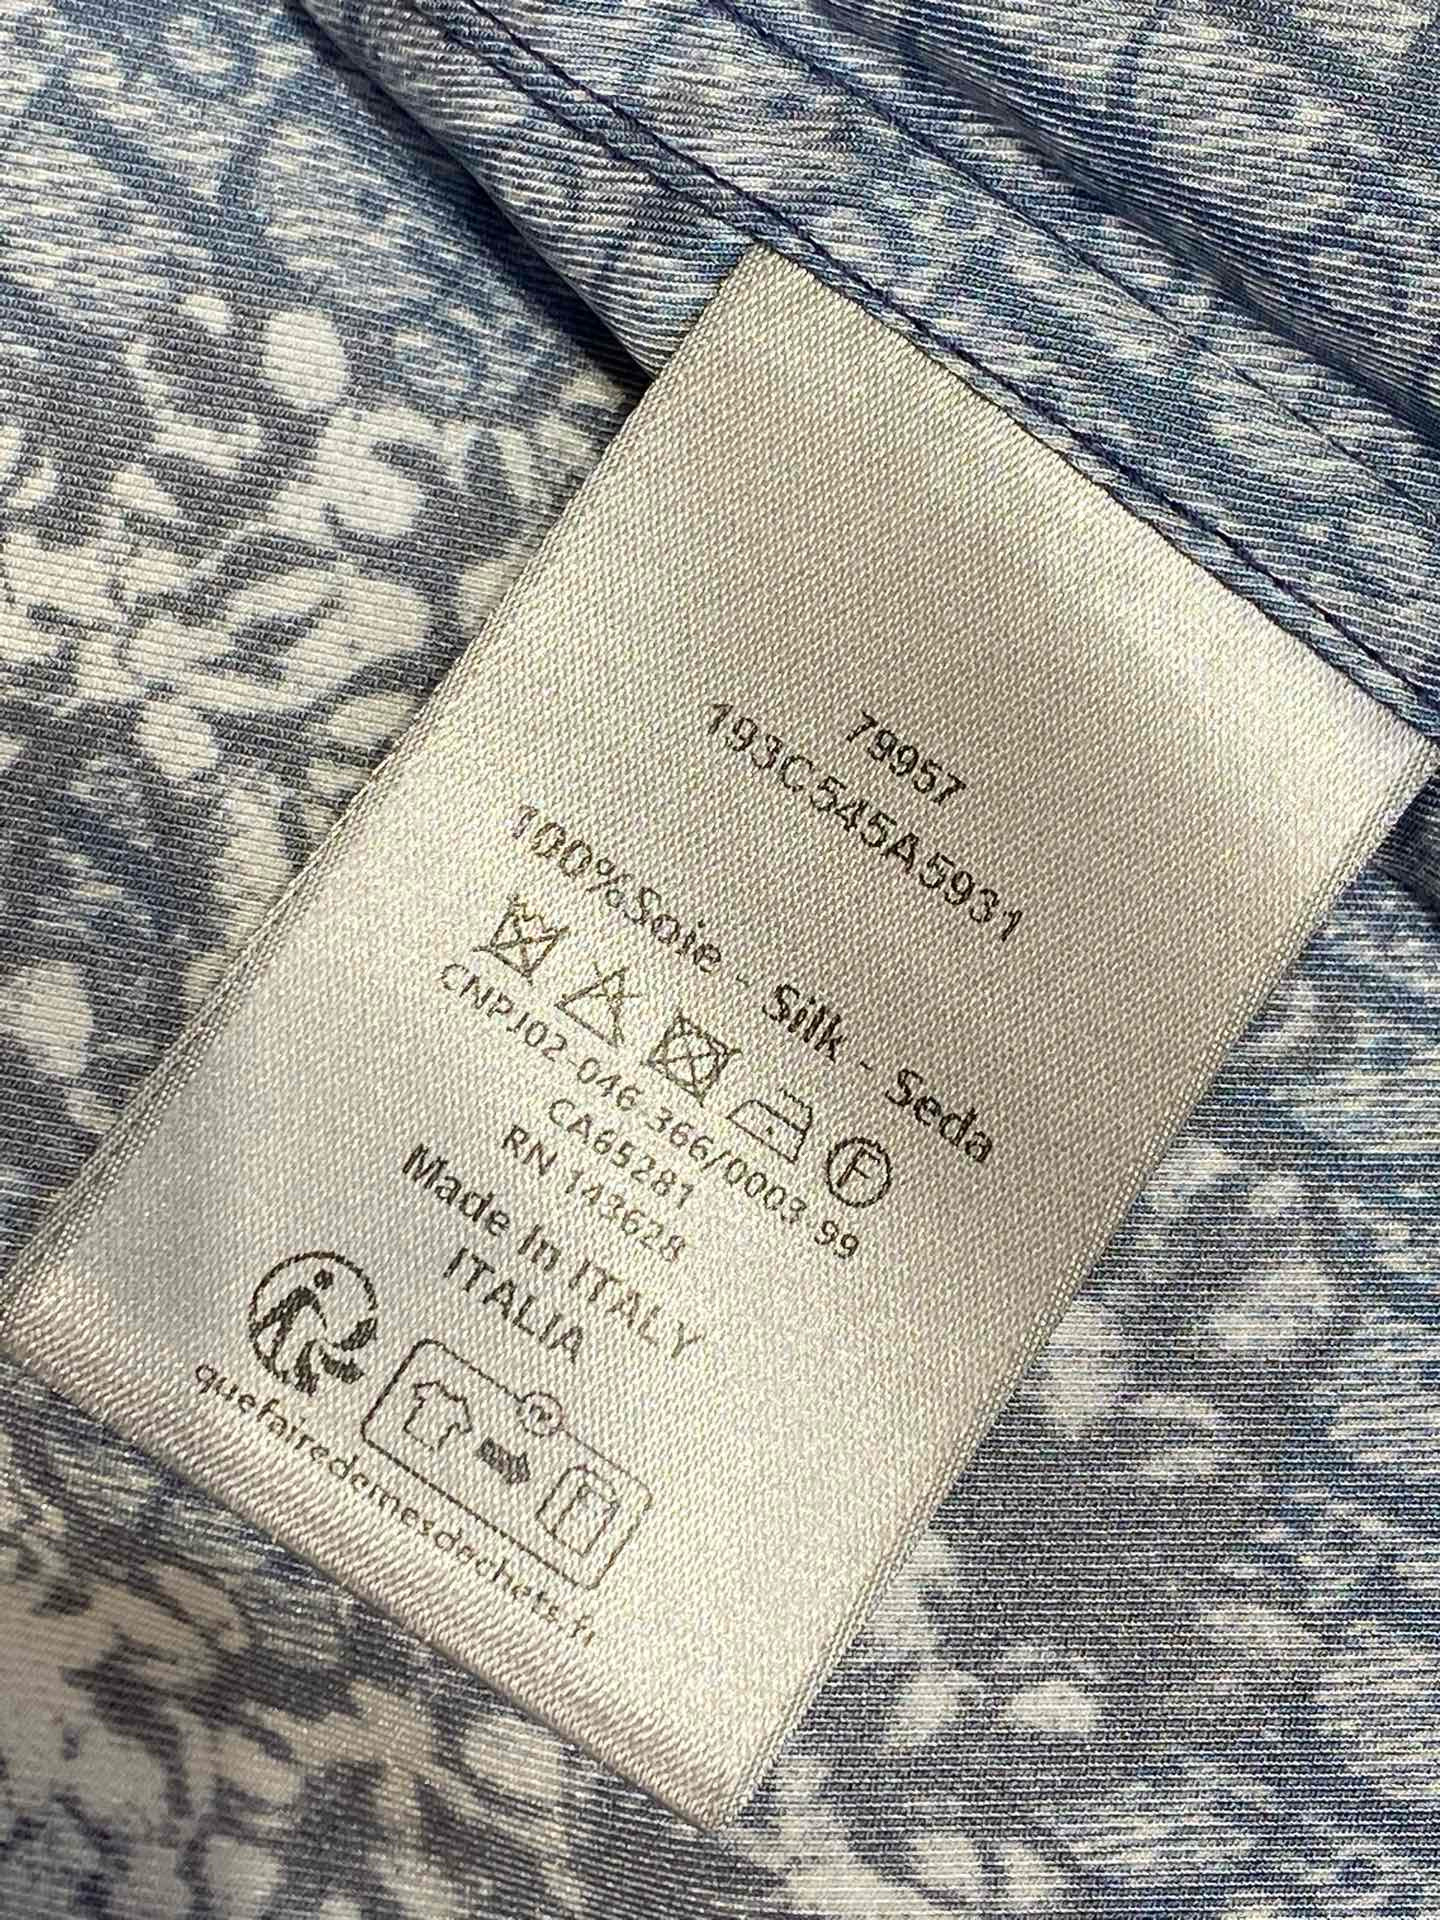 79957
193C545A5931
100%Soie - Silk - Seda
F
CNPJ02-046-366/0003-99
CA65281
RN 143628
Made In ITALY
ITALIA
quefairedemesdechets.fr